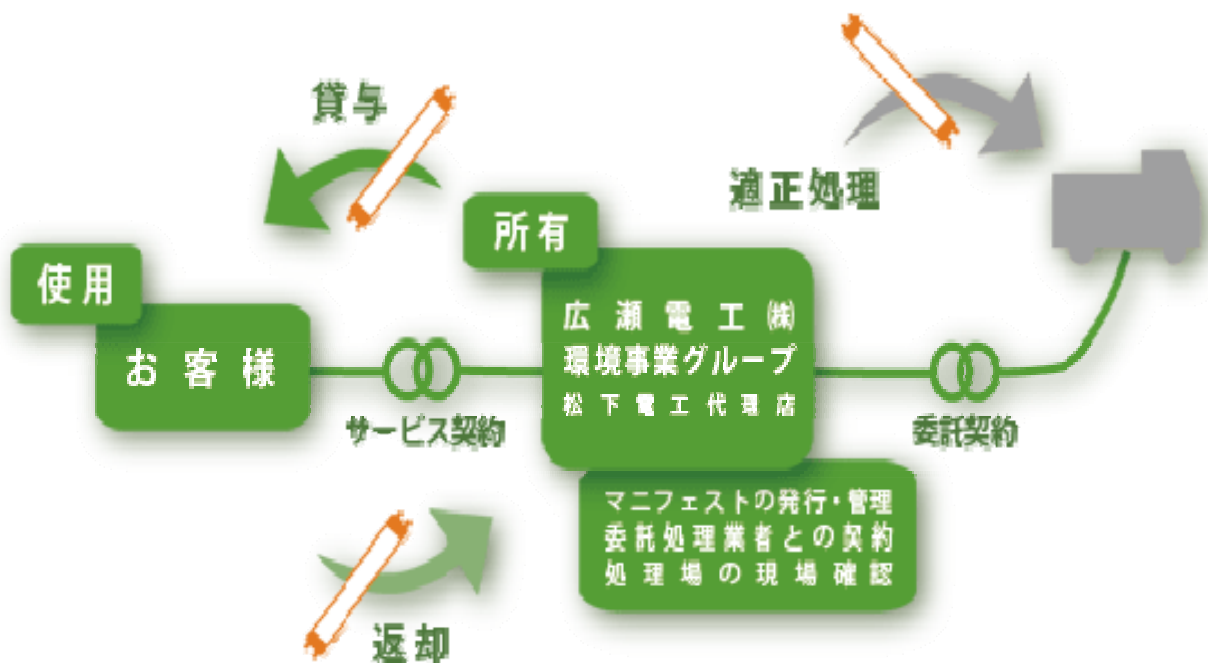 貸与
適正処理
所有
使用
広瀬電工㈱
環境事業グループ
松下電工代理店
お客様
サービス契約
委託契約
マニフェストの発行・管理
委託処理業者との契約
処理場の現場確認
返却